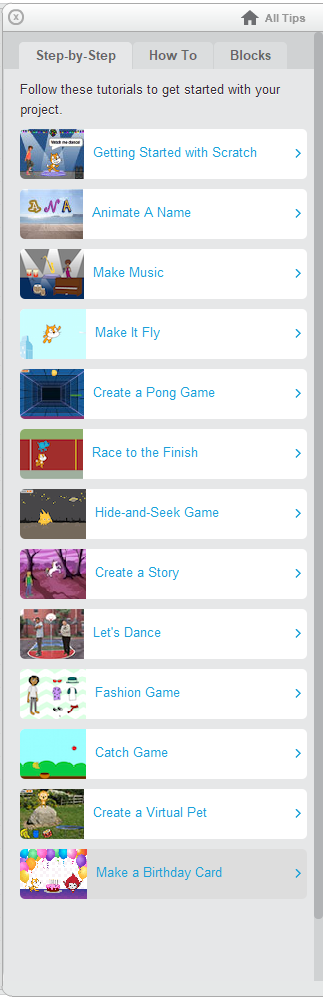 All Tips
Step-by-Step How To Blocks
Follow these tutorials to get started with your
project.
Watch me dance!
Getting Started with Scratch
ANA
Animate A Name
Make Music
Make It Fly
Create a Pong Game
Race to the Finish
Hide-and-Seek Game
Create a Story
Let's Dance
Fashion Game
Catch Game
Create a Virtual Pet
Make a Birthday Card